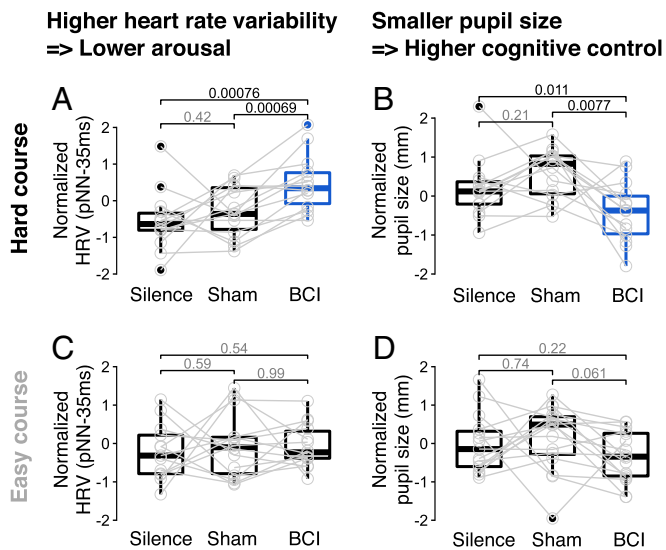 Higher heart rate variability
=> Lower arousal
Smaller pupil size
=> Higher cognitive control
Hard course
A
0.00076
0.42
0.00069
Normalized
HRV (pNN-35ms)
2
1
0
-1
-2
Silence Sham BCI
B
0.011
0.21
0.0077
Normalized
pupil size (mm)
2
1
0
-1
-2
Silence Sham BCI
Easy course
C
0.54
0.59
0.99
Normalized
HRV (pNN-35ms)
2
1
0
-1
-2
Silence Sham BCI
D
0.22
0.74
0.061
Normalized
pupil size (mm)
2
1
0
-1
-2
Silence Sham BCI